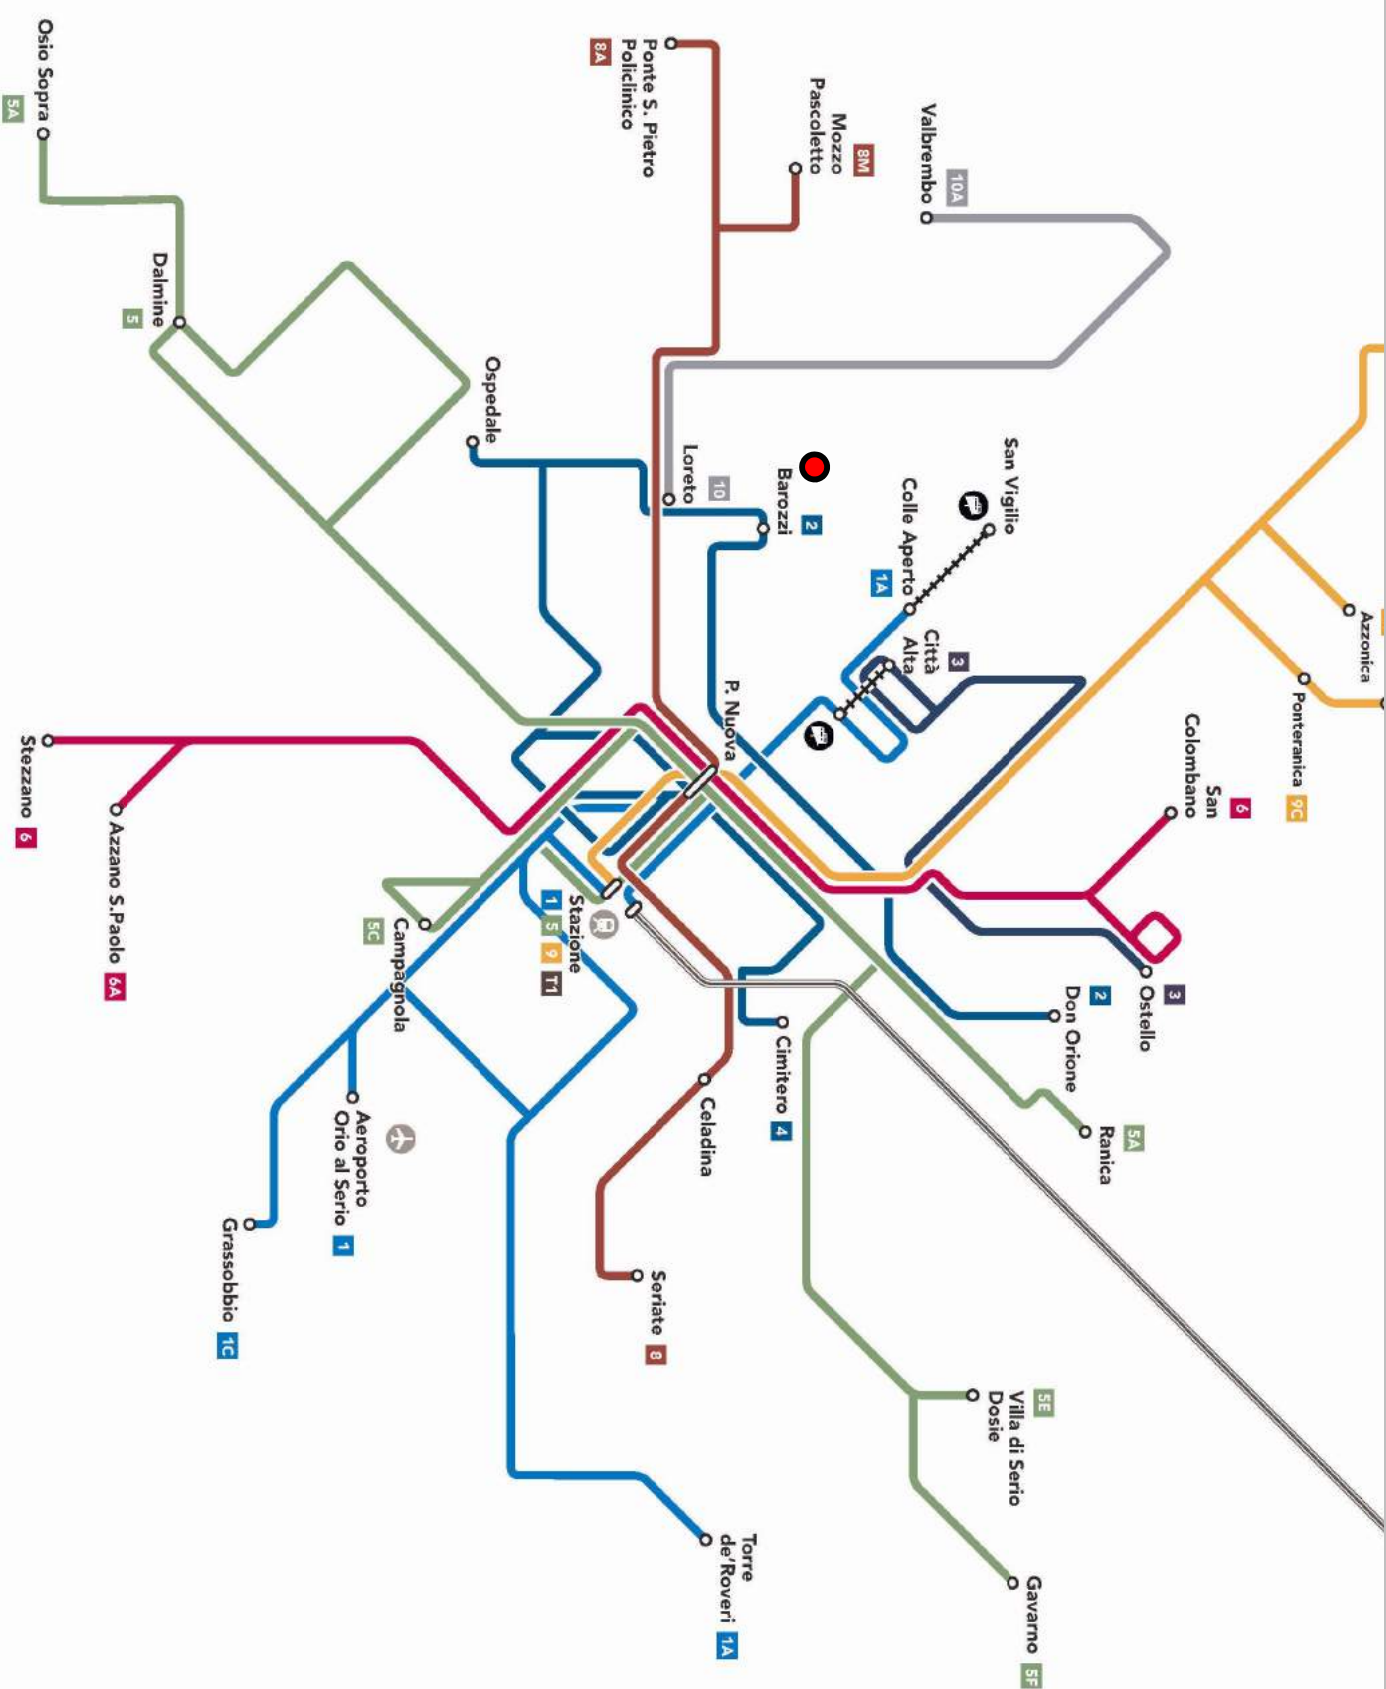 Azzonica
Ponteranica 9C
6
San
Colombano
3
Ostello
5A
Ranica
2
Don Orione
5E
Villa di Serio
Dosie
Gavarno
5F
San Vigilio
10A
Valbrembo
3
Città
Alta
Colle Aperto
1A
8M
Mozzo
Pascoletto
2
Barozzi
Cimitero 4
P. Nuova
Torre
de'Roveri 1A
10
Loreto
Celadina
Ponte S. Pietro
Policlinico
8A
Seriate 8
Stazione
1 5 9 T1
Ospedale
Campagnola
5C
Aeroporto
Orio al Serio 1
Grassobbio 1C
Dalmine
5
Azzano S.Paolo 6A
Osio Sopra
5A
Stezzano 6